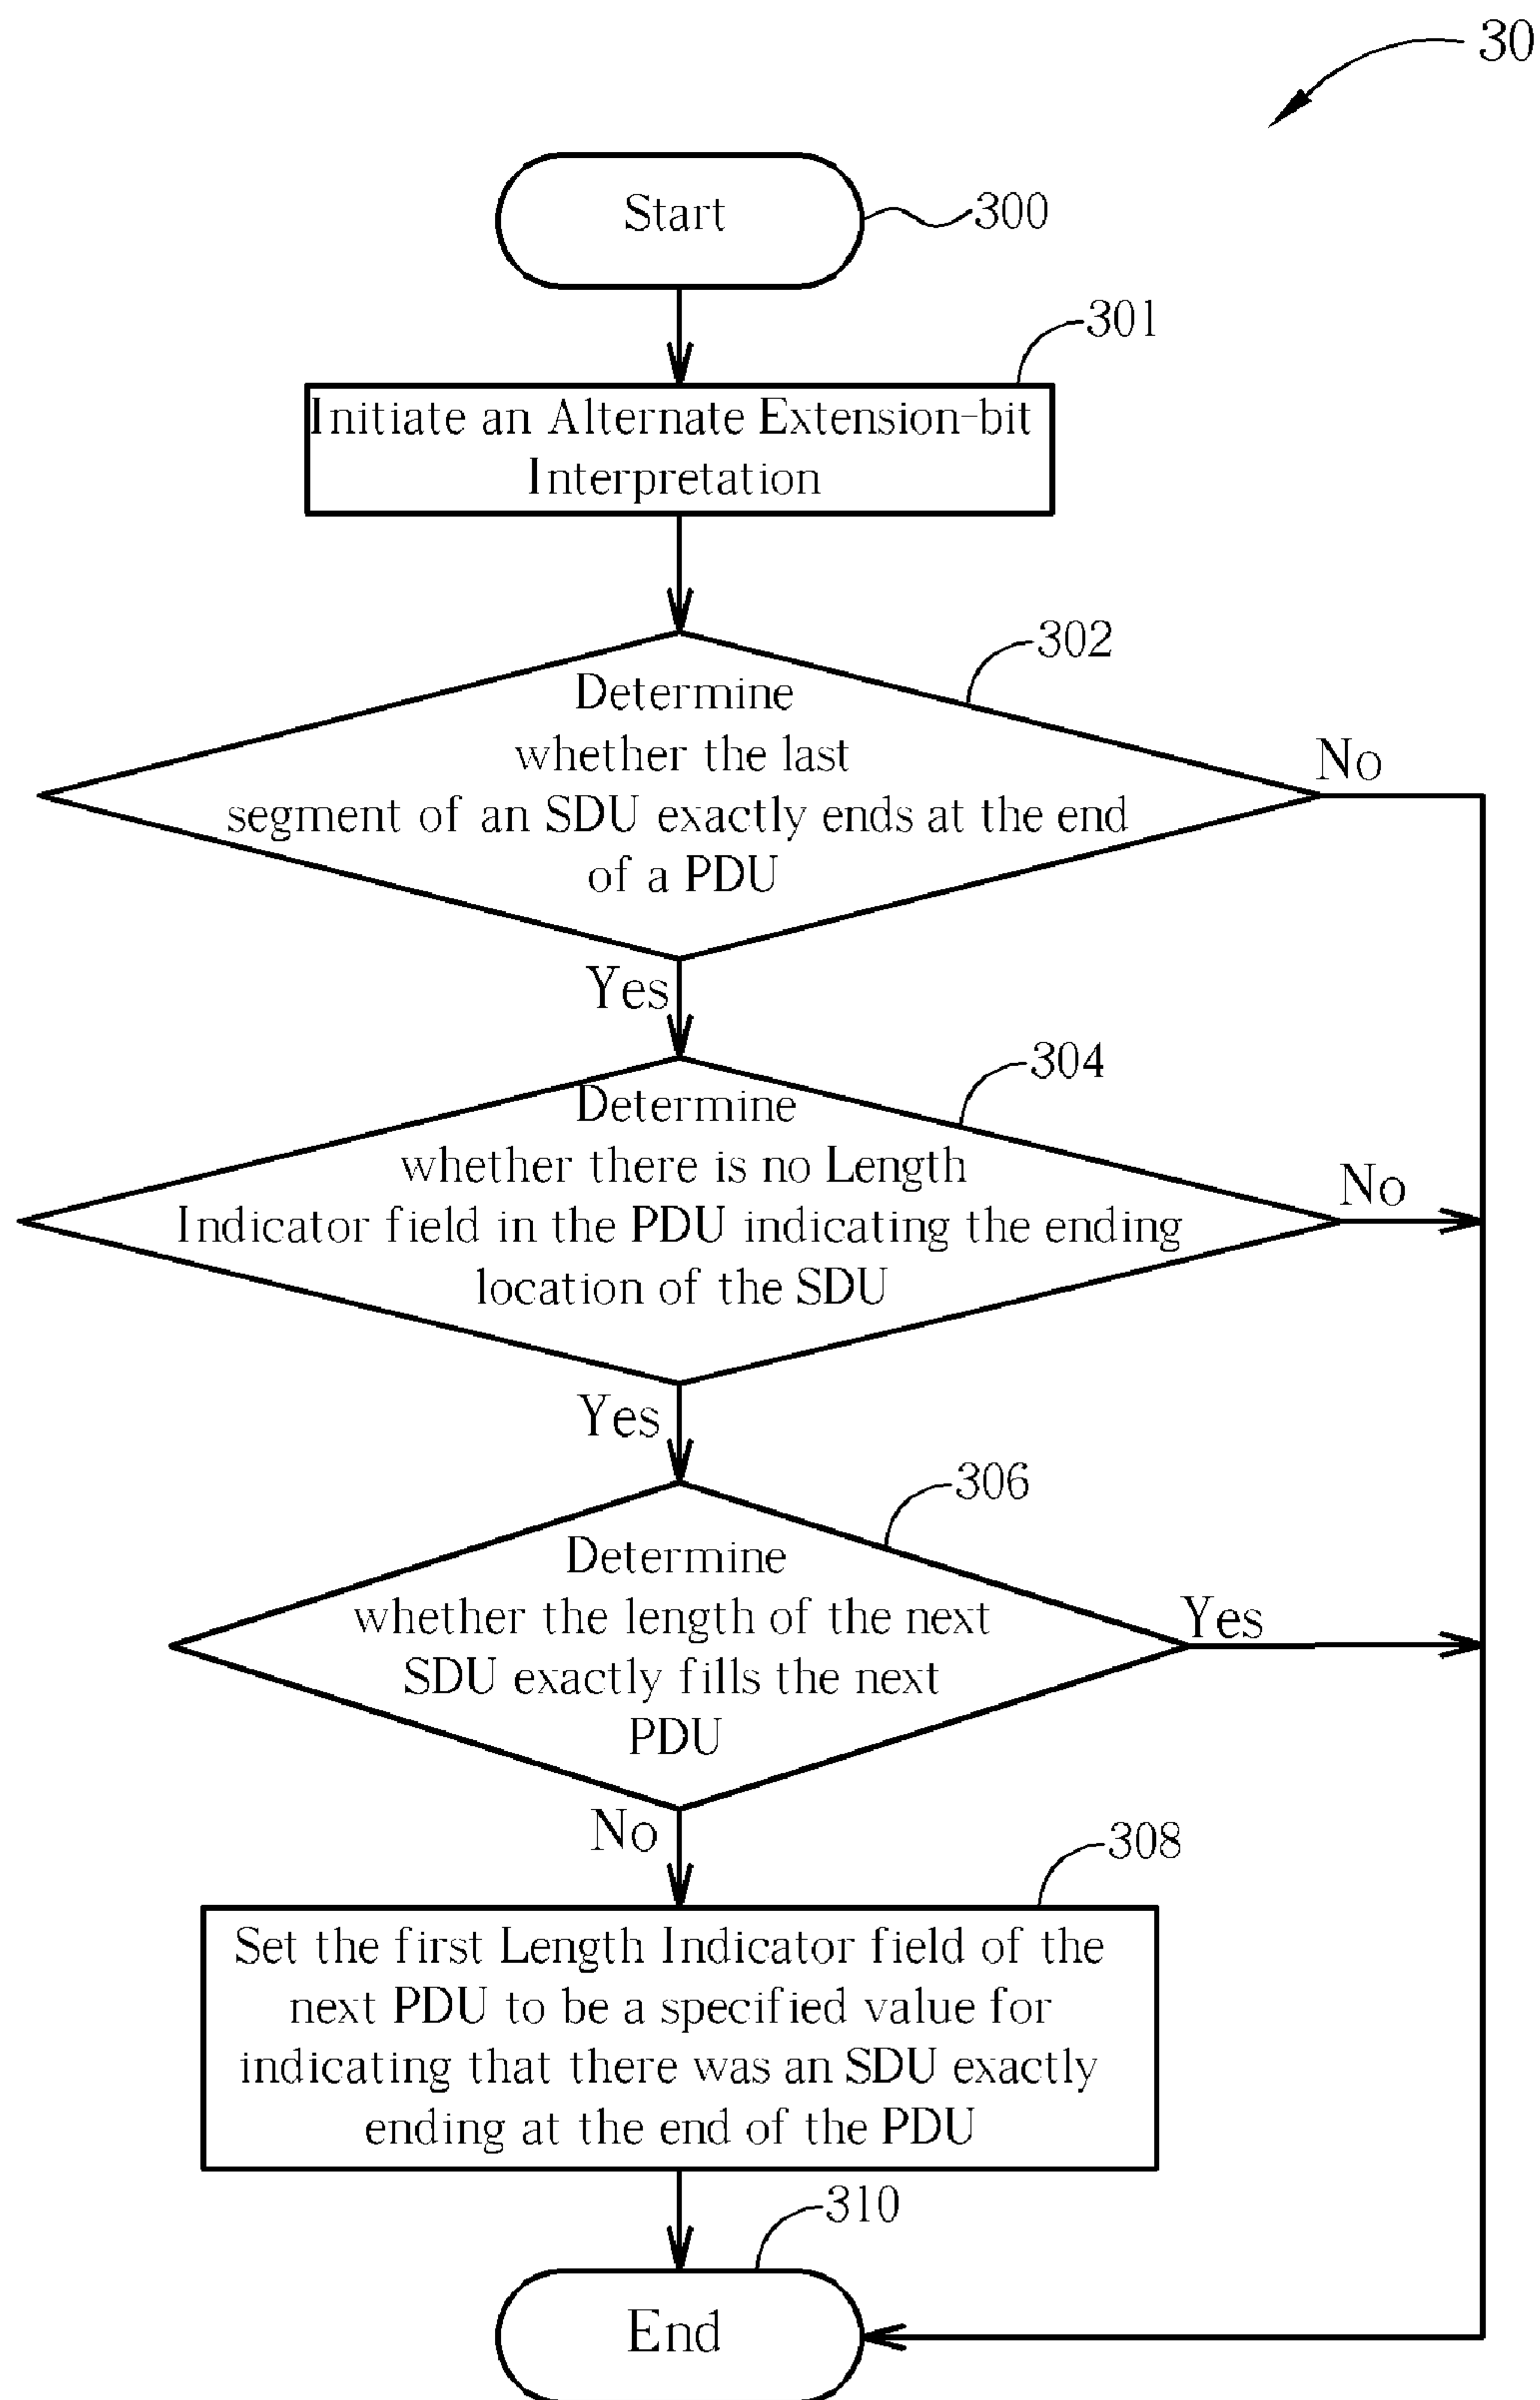 30
Start
300
301
Initiate an Alternate Extension-bit
Interpretation
302
Determine
whether the last
segment of an SDU exactly ends at the end
of a PDU
No
Yes
304
Determine
whether there is no Length
Indicator field in the PDU indicating the ending
location of the SDU
No
Yes
306
Determine
whether the length of the next
SDU exactly fills the next
PDU
Yes
No
308
Set the first Length Indicator field of the
next PDU to be a specified value for
indicating that there was an SDU exactly
ending at the end of the PDU
310
End